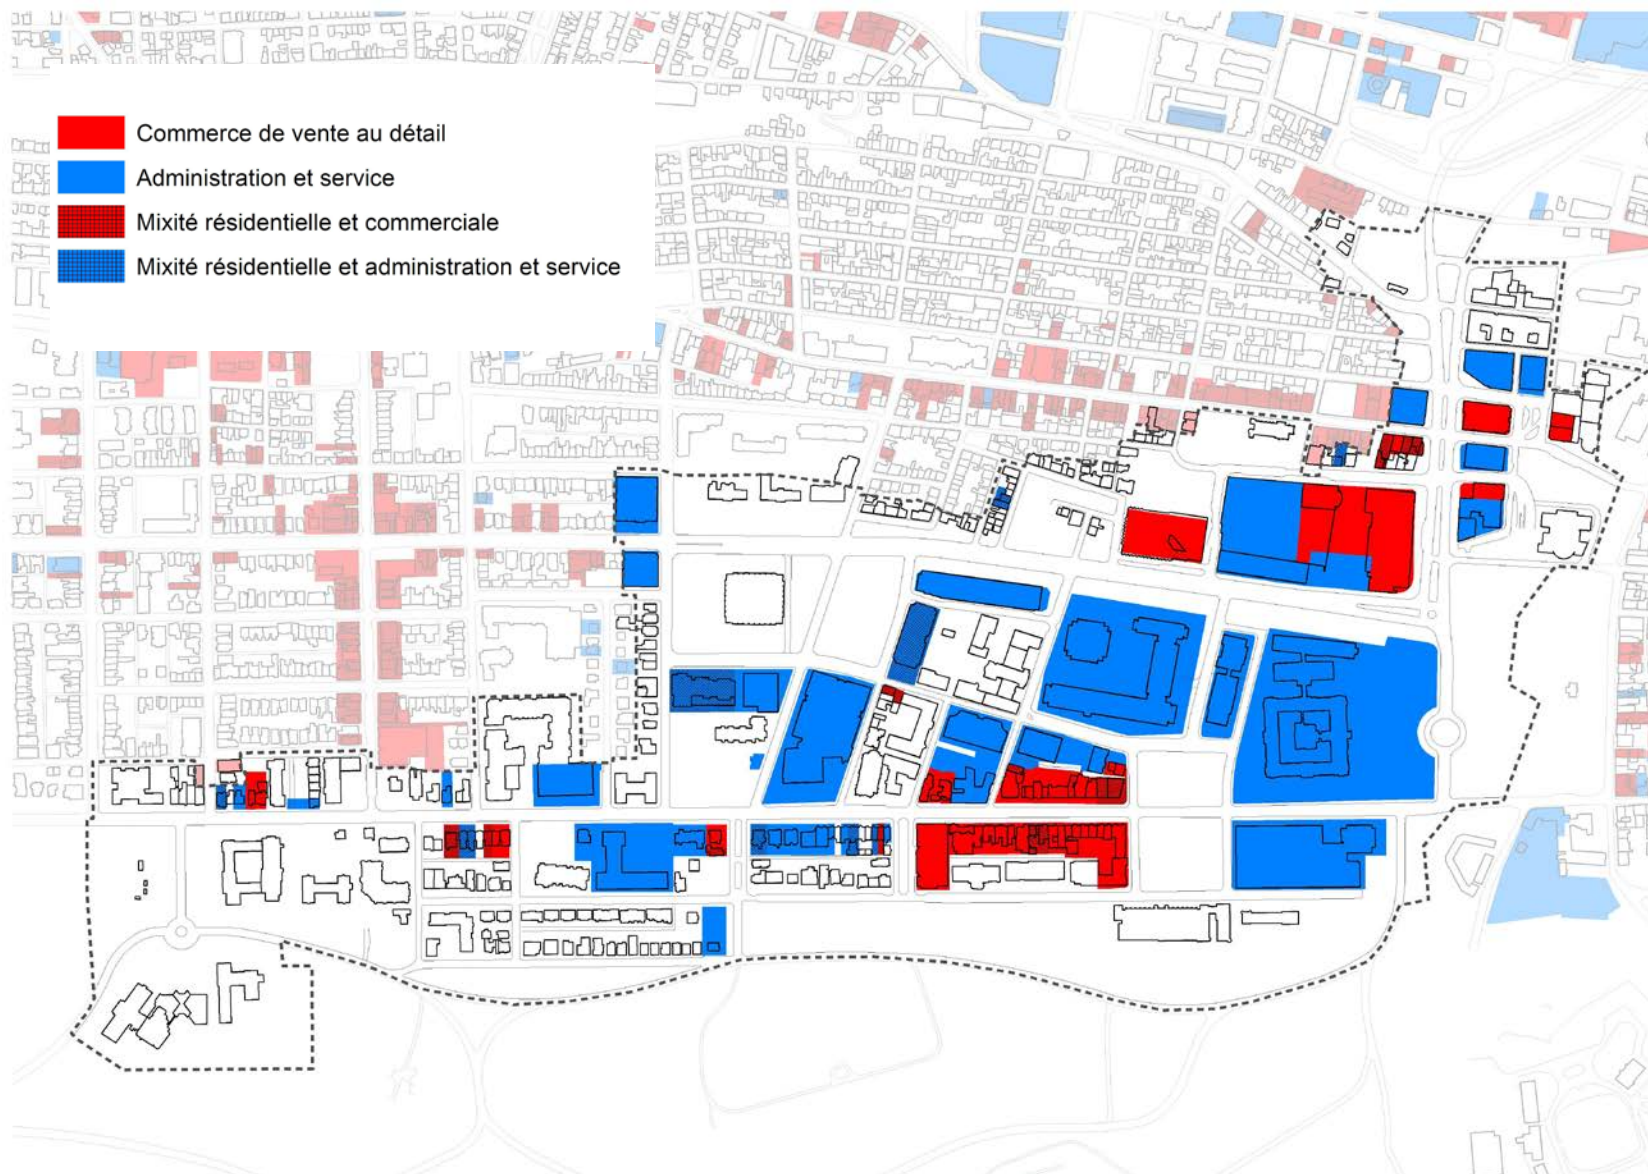 Commerce de vente au détail
Administration et service
Mixité résidentielle et commerciale
Mixité résidentielle et administration et service